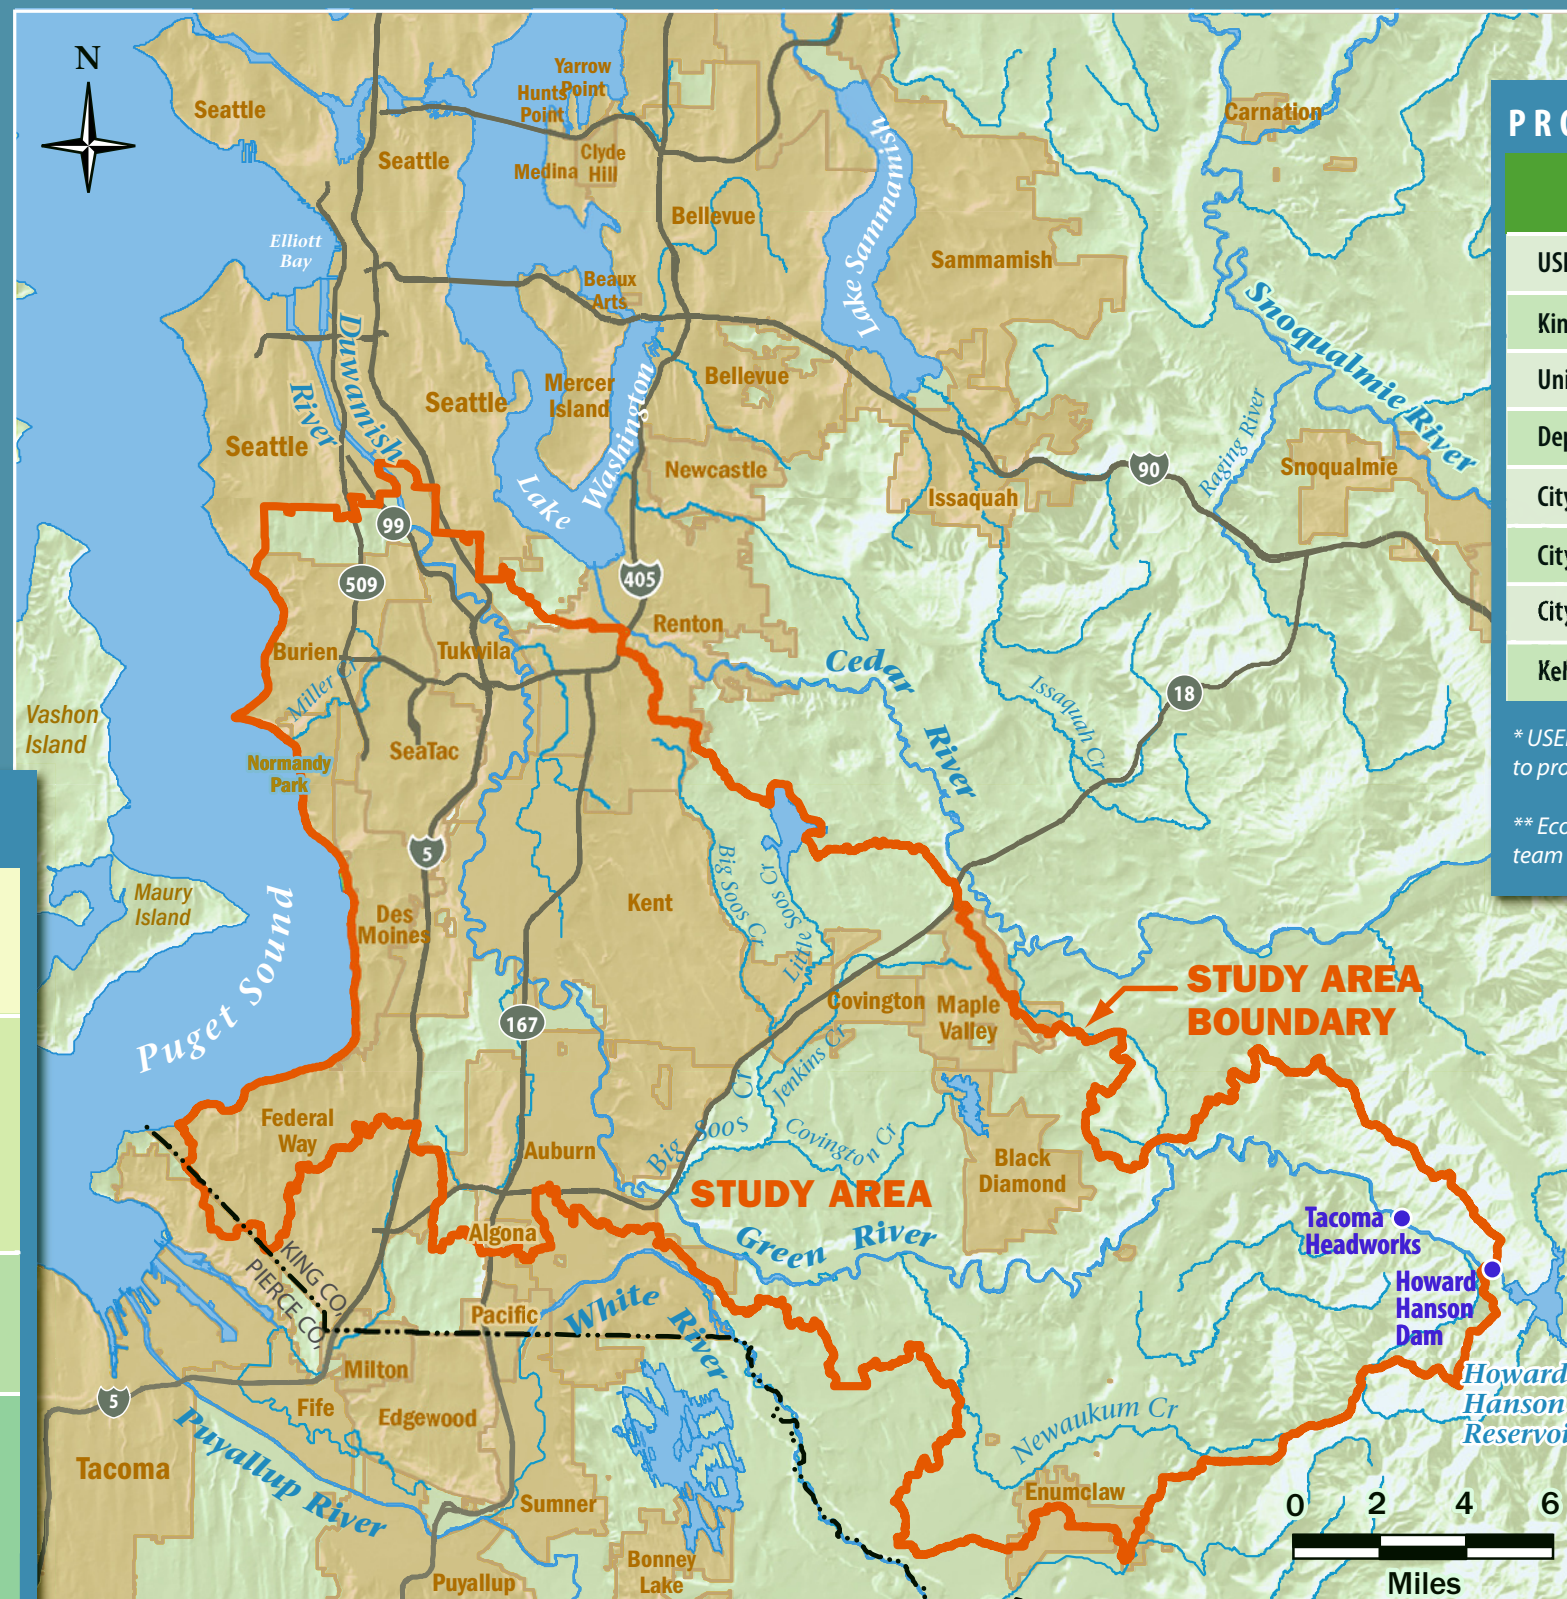 N
Seattle
Yarrow
Point
Hunts
Point
Seattle
Medina
Clyde
Hill
Bellevue
Lake Sammamish
Sammamish
Carnation
Elliott
Bay
Beaux
Arts
Duwamish
River
Seattle
Seattle
Mercer
Island
Bellevue
Lake
Washington
Newcastle
Issaquah
90
Snoqualmie River
Raging River
Snoqualmie
99
509
405
Renton
Burien
Tukwila
Miller Cr
Cedar
River
Issaquah Cr
18
Vashon
Island
SeaTac
Normandy
Park
5
Maury
Island
Puget Sound
Des
Moines
Kent
Big Soos Cr
Little Soos Cr
167
Covington
Maple
Valley
STUDY AREA
BOUNDARY
Jenkins Cr
Federal
Way
Auburn
Big Soos Cr
Covington Cr
Black
Diamond
STUDY AREA
Green River
Algona
Tacoma
Headworks
Howard
Hanson
Dam
KING CO,
PIERCE CO,
Pacific
White
River
Milton
5
Fife
Edgewood
Puyallup River
Tacoma
Newaukum Cr
Howard
Hanson
Enumclaw
Sumner
Bonney
Lake
Puyallup
0 2 4 6
Miles
* USE
to pro
** Eco
team